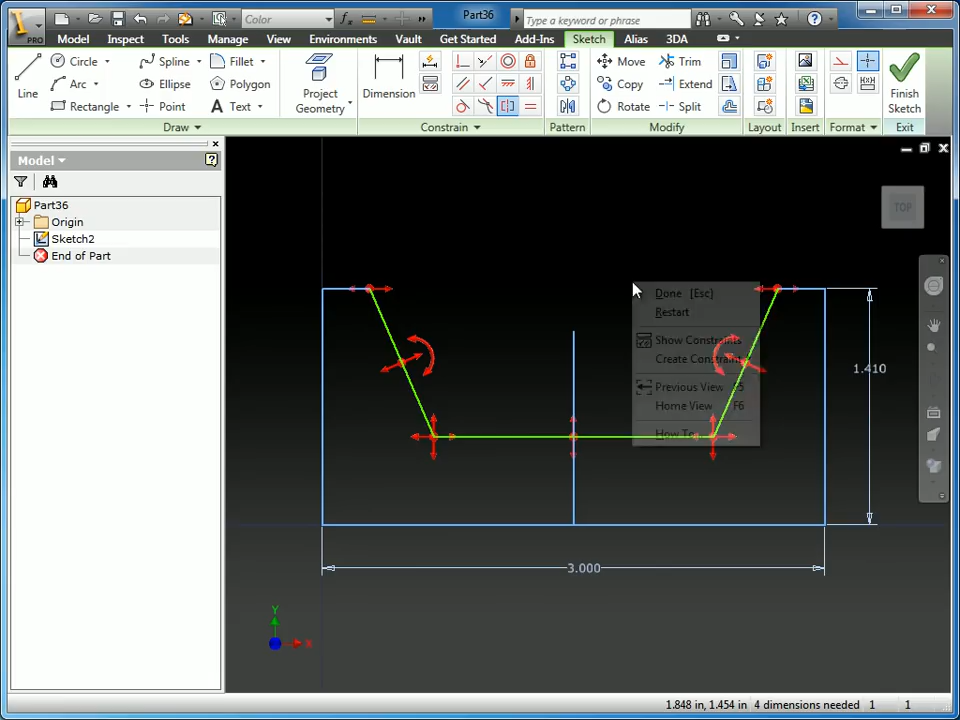 PRO
Color
Part36
Type a keyword or phrase
Model Inspect Tools Manage View Environments Vault Get Started Add-Ins Sketch Alias 3DA
Line
Circle
Arc
Rectangle
Spline
Ellipse
Point
Fillet
Polygon
Text
Draw
Project
Geometry
Dimension
Constrain
Pattern
Move
Copy
Rotate
Trim
Extend
Split
Modify
Layout
Insert
Format
Finish
Sketch
Exit
Model
Part36
Origin
Sketch2
End of Part
TOP
Done [Esc]
Restart
Show Constraints
Create Constraint
Previous View F5
Home View F6
How To...
1.410
3.000
Y
X
1.848 in, 1.454 in 4 dimensions needed 1 1